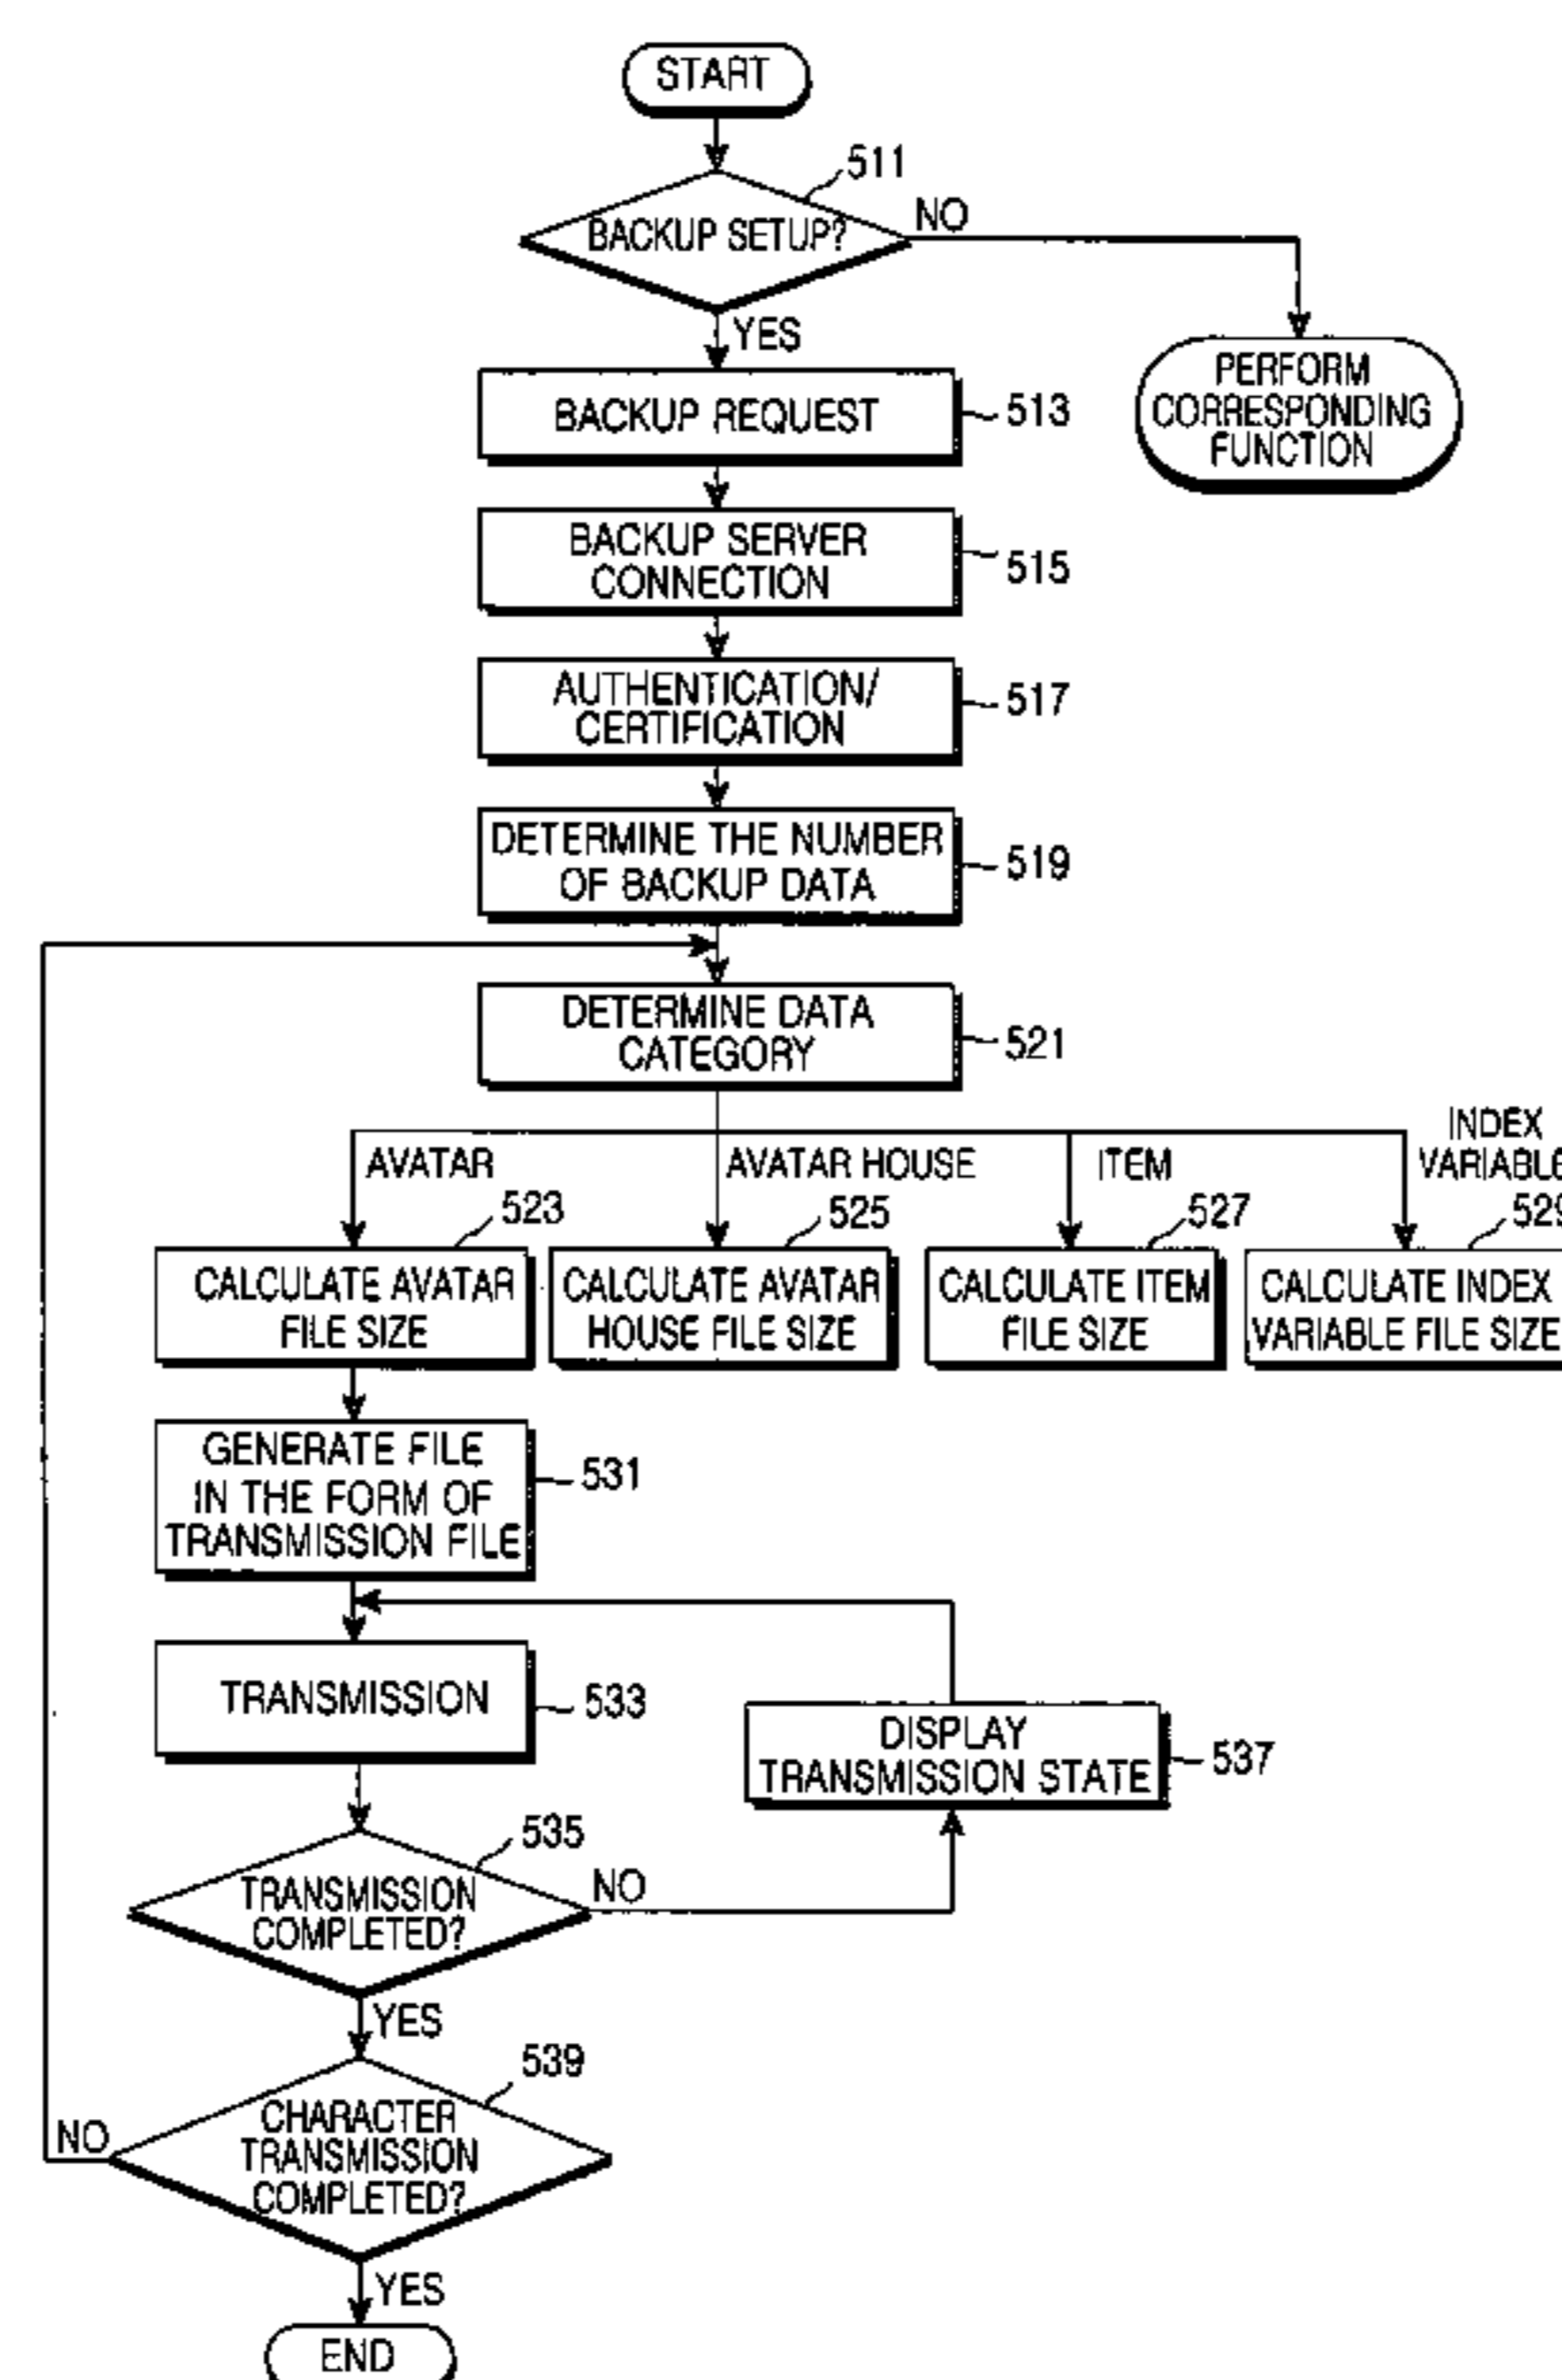 START
511
BACKUP SETUP?
NO
YES
PERFORM
CORRESPONDING
FUNCTION
BACKUP REQUEST
513
BACKUP SERVER
CONNECTION
515
AUTHENTICATION/
CERTIFICATION
517
DETERMINE THE NUMBER
OF BACKUP DATA
519
DETERMINE DATA
CATEGORY
521
AVATAR
AVATAR HOUSE
ITEM
INDEX
VARIABLE
523
525
527
529
CALCULATE AVATAR
FILE SIZE
CALCULATE AVATAR
HOUSE FILE SIZE
CALCULATE ITEM
FILE SIZE
CALCULATE INDEX
VARIABLE FILE SIZE
GENERATE FILE
IN THE FORM OF
TRANSMISSION FILE
531
TRANSMISSION
533
DISPLAY
TRANSMISSION STATE
537
535
TRANSMISSION
COMPLETED?
NO
YES
539
CHARACTER
TRANSMISSION
COMPLETED?
NO
YES
END